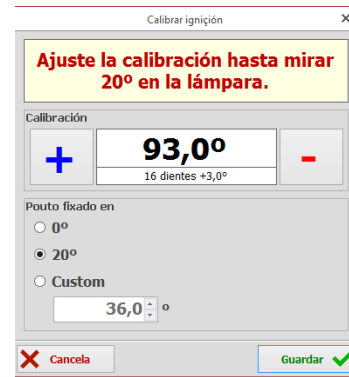 Calibrar ignición
Ajuste la calibración hasta mirar
20º en la lámpara.
Calibración
+ 93,0º -
16 dientes +3,0º
Pouto fixado en
0º
20º
Custom
36,0 º
Cancela Guardar